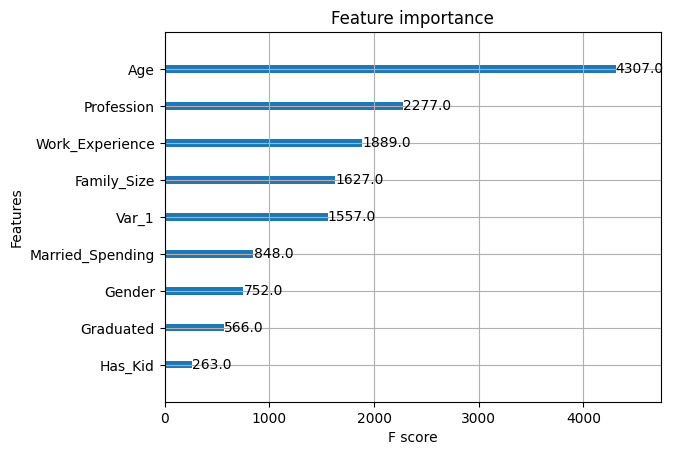 Feature importance
Features
Age 4307.0
Profession 2277.0
Work_Experience 1889.0
Family_Size 1627.0
Var_1 1557.0
Married_Spending 848.0
Gender 752.0
Graduated 566.0
Has_Kid 263.0
0 1000 2000 3000 4000
F score